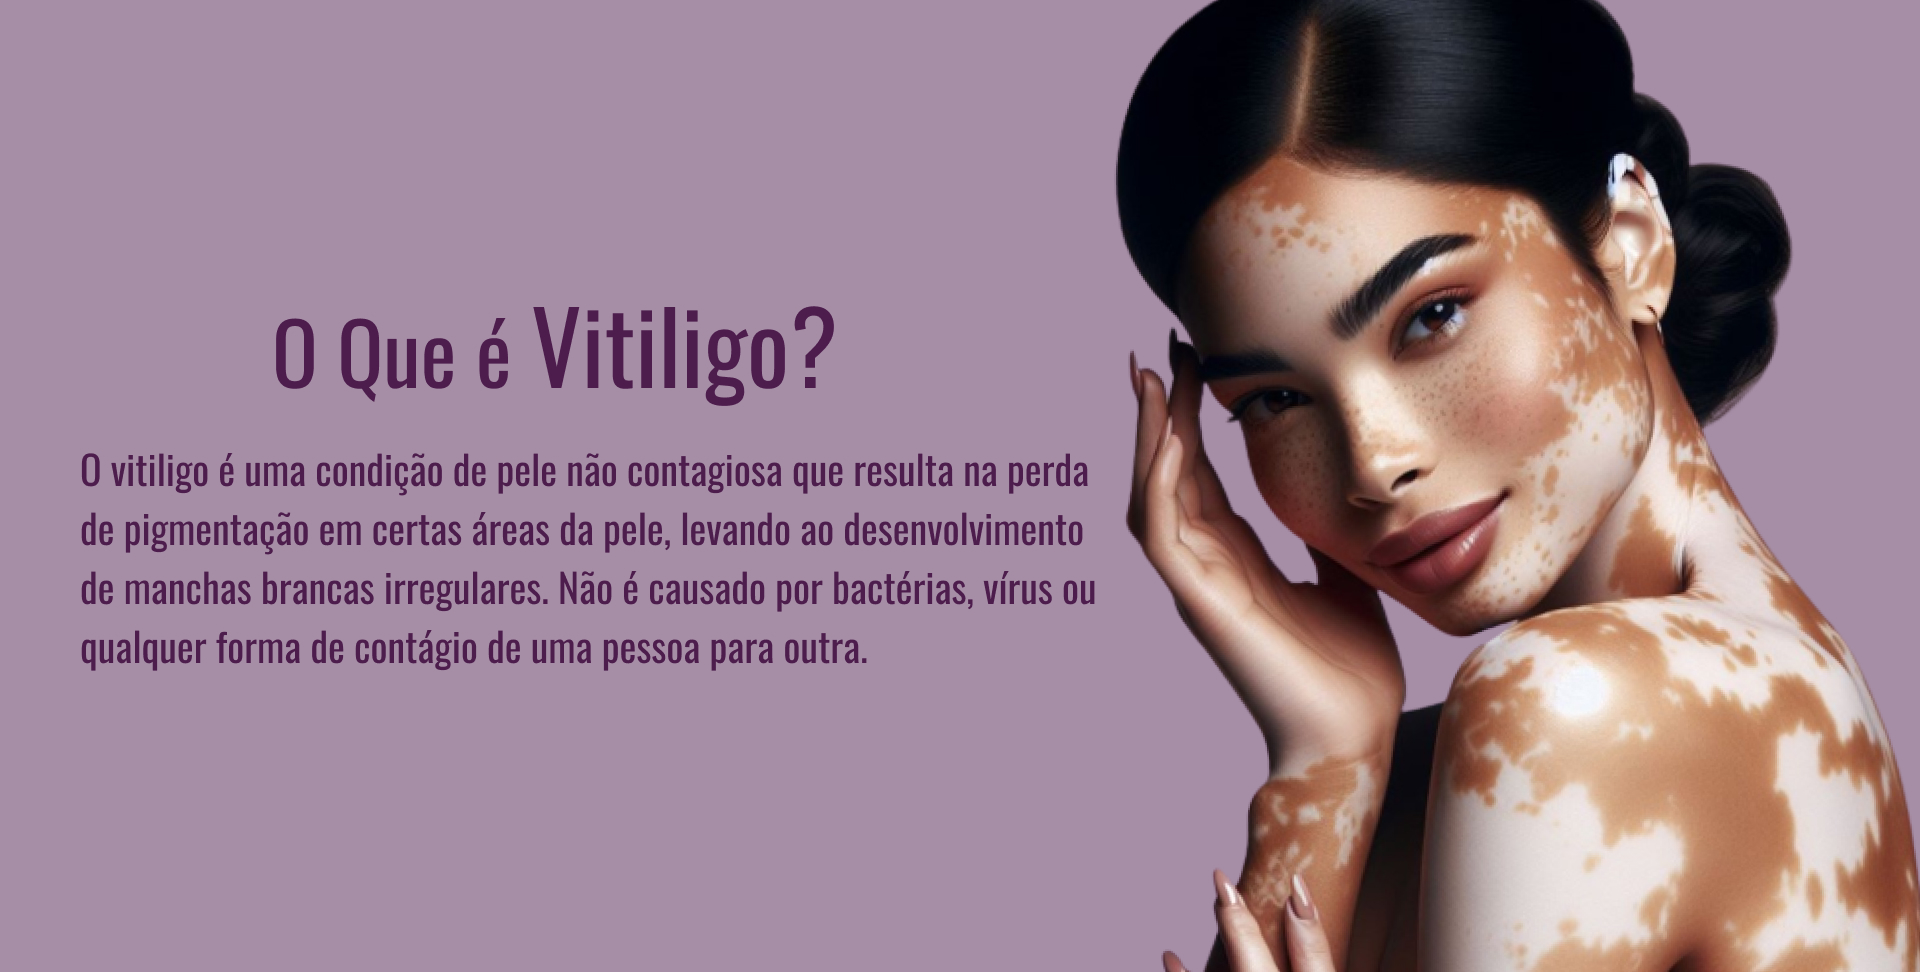 O Que é Vitiligo?
O vitiligo é uma condição de pele não contagiosa que resulta na perda
de pigmentação em certas áreas da pele, levando ao desenvolvimento
de manchas brancas irregulares. Não é causado por bactérias, vírus ou
qualquer forma de contágio de uma pessoa para outra.